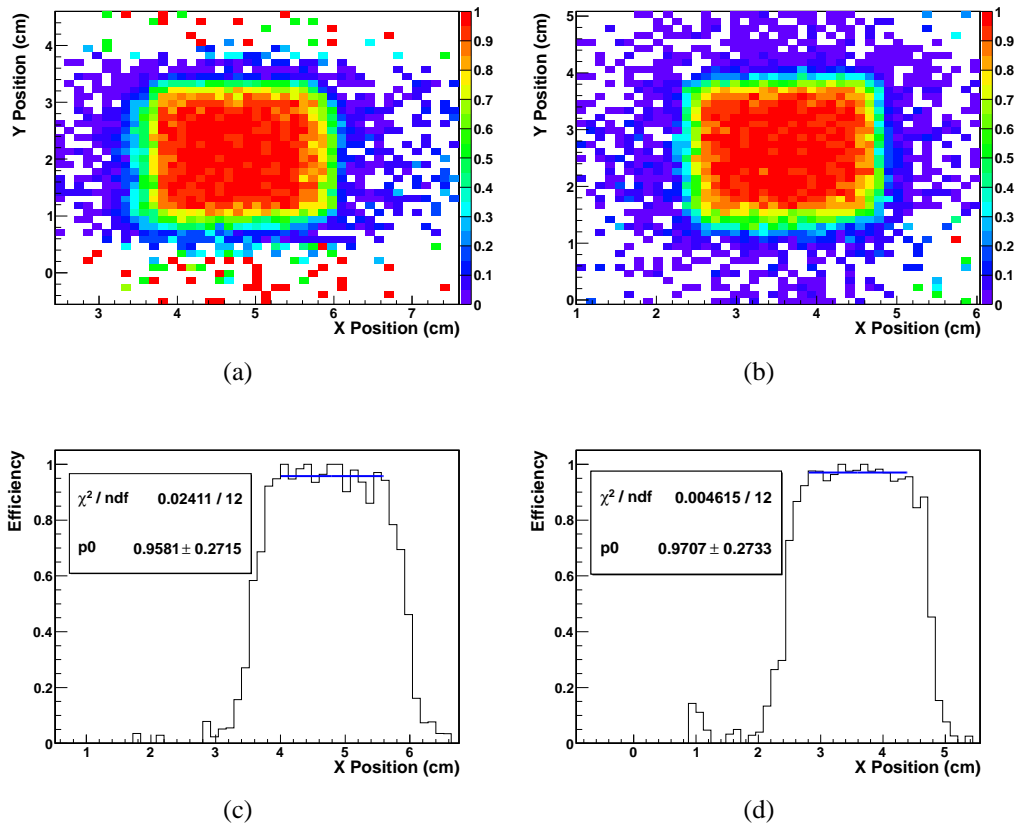 Y Position (cm)
4
3
2
1
0
3 4 5 6 7
X Position (cm)
1
0.9
0.8
0.7
0.6
0.5
0.4
0.3
0.2
0.1
0
(a)
Y Position (cm)
5
4
3
2
1
0
1 2 3 4 5 6
X Position (cm)
1
0.9
0.8
0.7
0.6
0.5
0.4
0.3
0.2
0.1
0
(b)
Efficiency
1
0.8
0.6
0.4
0.2
0
χ² / ndf 0.02411 / 12
p0 0.9581 ± 0.2715
1 2 3 4 5 6
X Position (cm)
(c)
Efficiency
1
0.8
0.6
0.4
0.2
0
χ² / ndf 0.004615 / 12
p0 0.9707 ± 0.2733
0 1 2 3 4 5
X Position (cm)
(d)